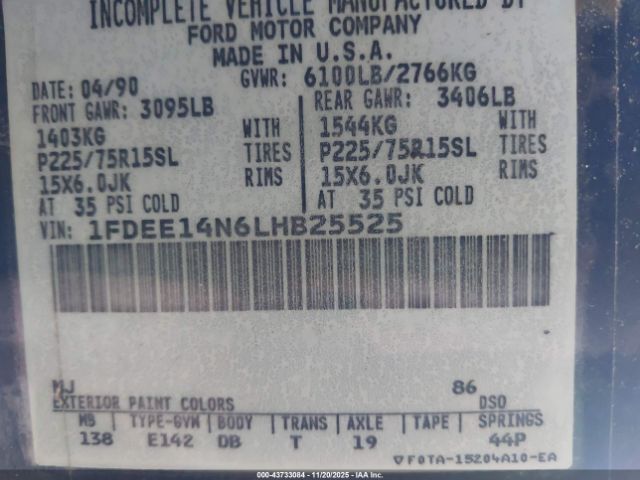 INCOMPLETE VEHICLE MANUFACTURED BY
FORD MOTOR COMPANY
MADE IN U.S.A.
DATE: 04/90 GVWR: 6100LB/2766KG
FRONT GAWR: 3095LB REAR GAWR: 3406LB
1403KG WITH 1544KG WITH
P225/75R15SL TIRES P225/75R15SL TIRES
15X6.0JK RIMS 15X6.0JK RIMS
AT 35 PSI COLD AT 35 PSI COLD
VIN: 1FDEE14N6LHB25525
MJ 86
EXTERIOR PAINT COLORS DSO
WB | TYPE-GVW | BODY | TRANS | AXLE | TAPE | SPRINGS
138 E142 DB T 19 44P
▽F0TA-15204A10-EA
© -43733084 - 11/20/2025 - IAAI.com